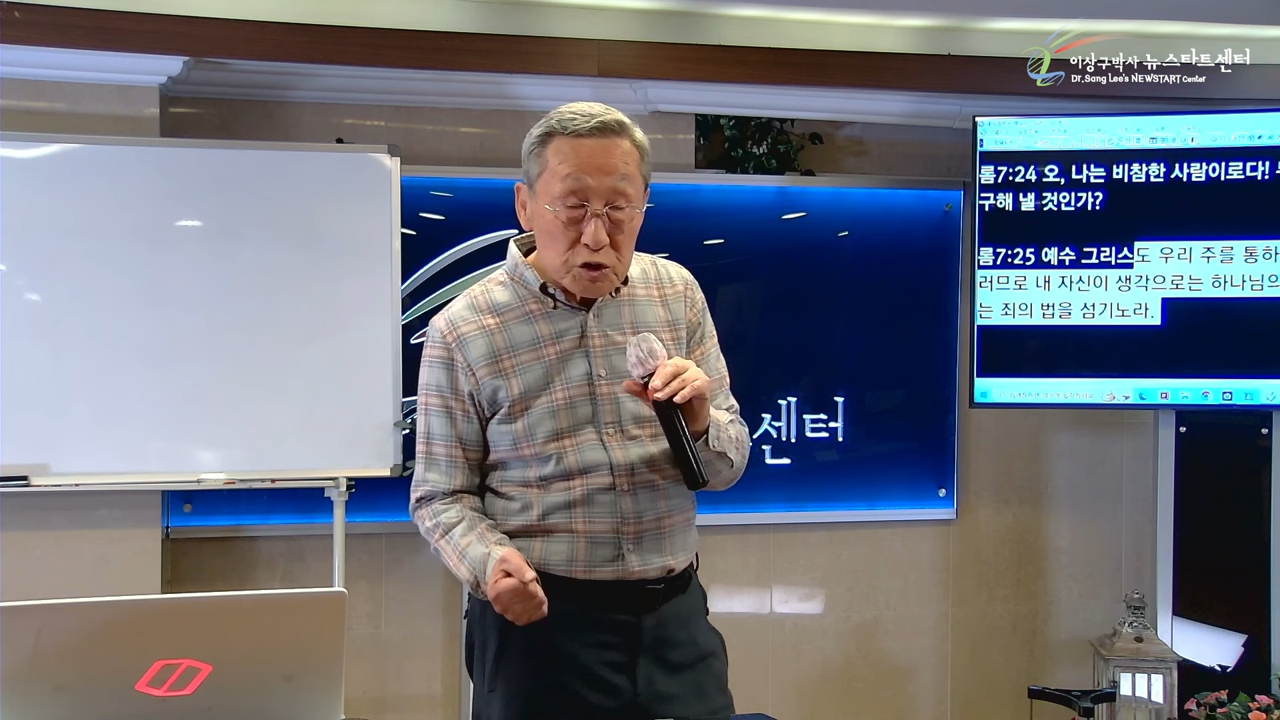 이상구박사 뉴스타트센터
Dr. Sang Lee's NEWSTART Center
롬7:24 오, 나는 비참한 사람이로다!
구해 낼 것인가?
롬7:25 예수 그리스도 우리 주를 통하
러므로 내 자신이 생각으로는 하나님의
는 죄의 법을 섬기노라.
센터